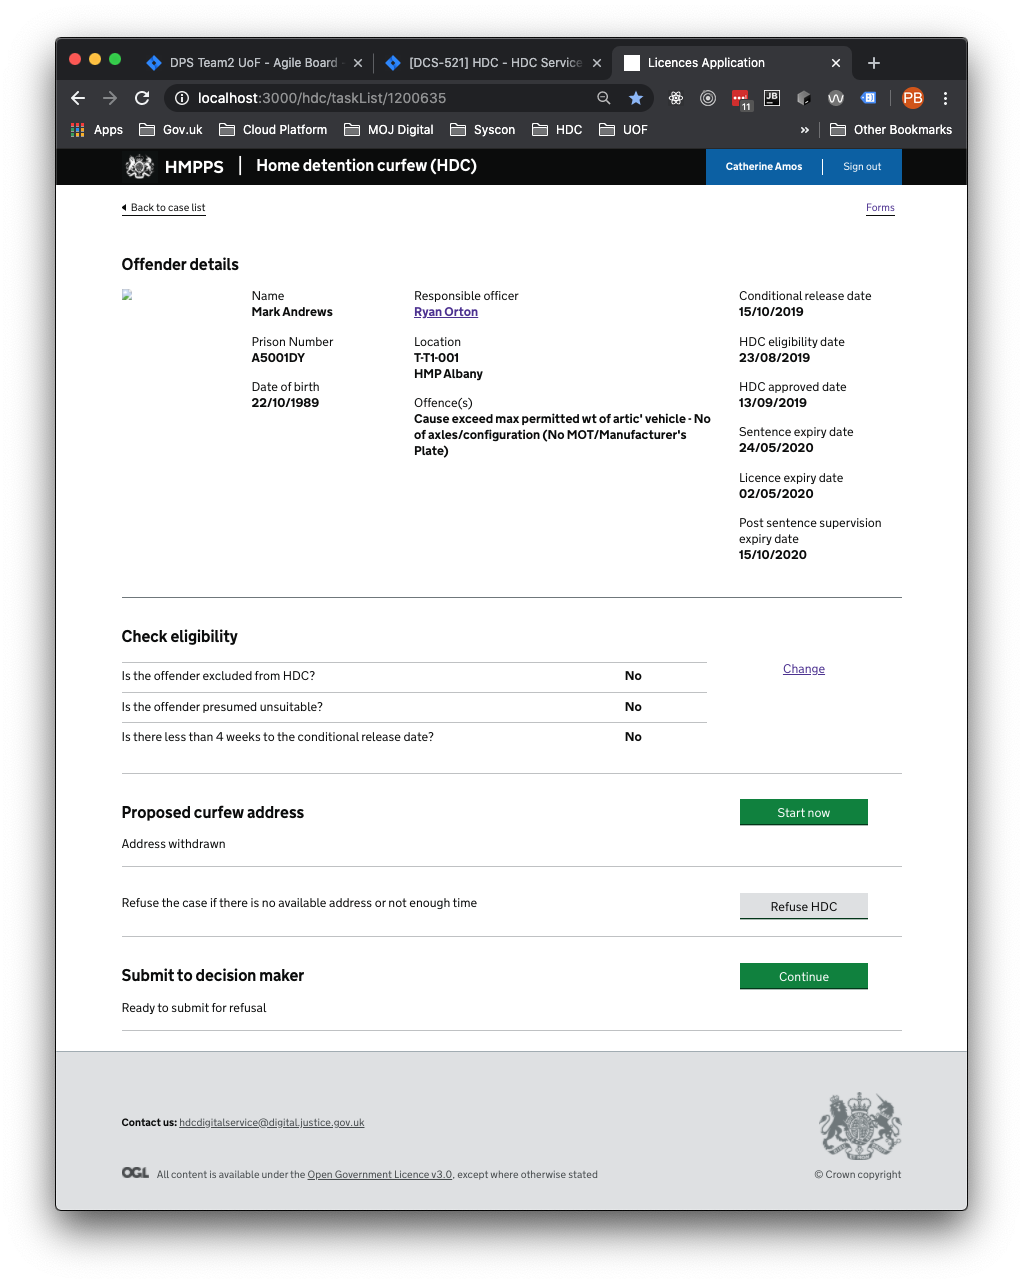 DPS Team2 UoF - Agile Board -
[DCS-521] HDC - HDC Service
Licences Application
localhost:3000/hdc/taskList/1200635
11
JB
PB
Apps
Gov.uk
Cloud Platform
MOJ Digital
Syscon
HDC
UOF
»
Other Bookmarks
HMPPS | Home detention curfew (HDC)
Catherine Amos
Sign out
Back to case list
Forms
Offender details
Name
Mark Andrews
Prison Number
A5001DY
Date of birth
22/10/1989
Responsible officer
Ryan Orton
Location
T-T1-001
HMP Albany
Offence(s)
Cause exceed max permitted wt of artic' vehicle - No
of axles/configuration (No MOT/Manufacturer's
Plate)
Conditional release date
15/10/2019
HDC eligibility date
23/08/2019
HDC approved date
13/09/2019
Sentence expiry date
24/05/2020
Licence expiry date
02/05/2020
Post sentence supervision
expiry date
15/10/2020
Check eligibility
Is the offender excluded from HDC? No
Change
Is the offender presumed unsuitable? No
Is there less than 4 weeks to the conditional release date? No
Proposed curfew address
Start now
Address withdrawn
Refuse the case if there is no available address or not enough time
Refuse HDC
Submit to decision maker
Continue
Ready to submit for refusal
Contact us: hdcdigitalservice@digital.justice.gov.uk
OGL All content is available under the Open Government Licence v3.0, except where otherwise stated
© Crown copyright